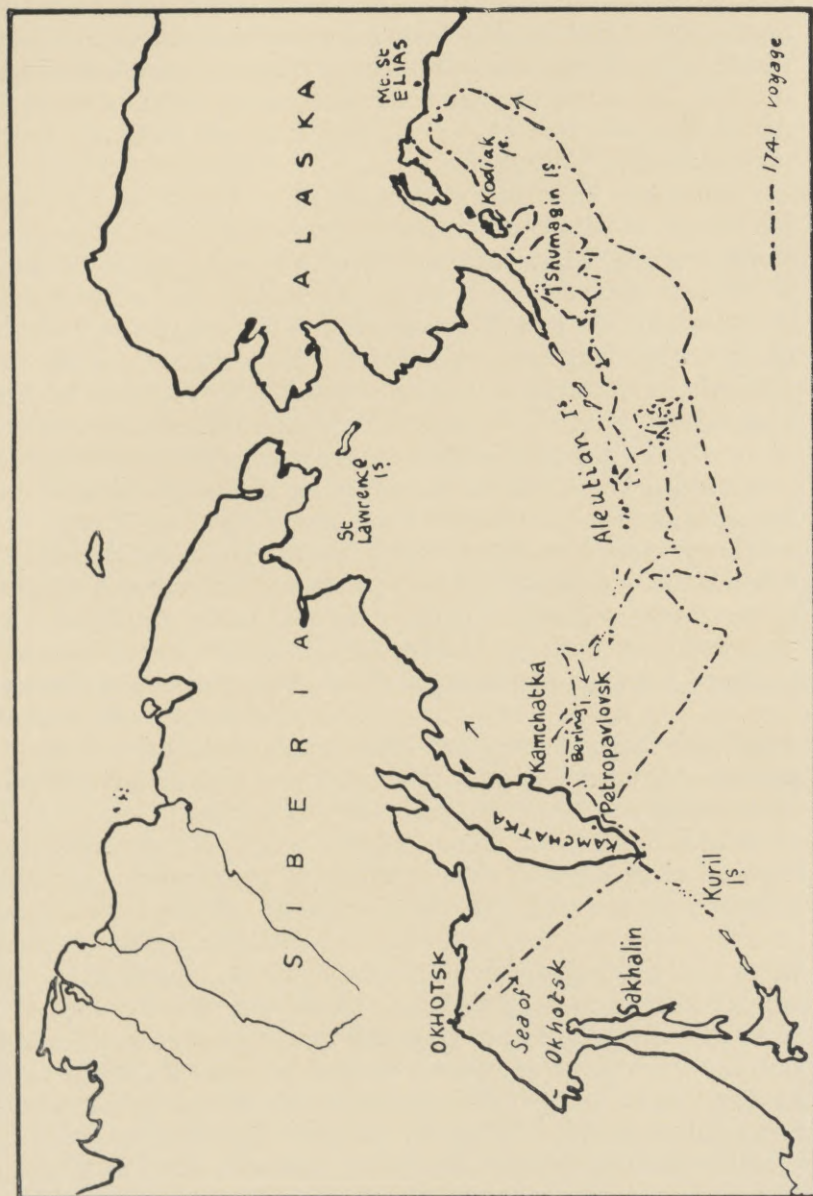 SIBERIA
ALASKA
Mt. St
ELIAS
St
Lawrence
Is.
Kodiak
Is.
Shumagin Is.
Aleutian Is.
OKHOTSK
Sea of
Okhotsk
KAMCHATKA
Kamchatka
Bering I
Petropavlovsk
Sakhalin
Kuril
Is.
1741 voyage